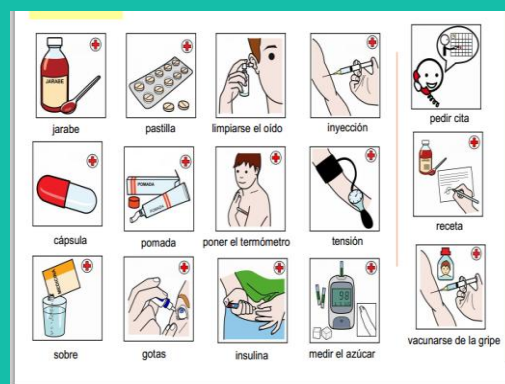 jarabe
pastilla
limpiarse el oído
inyección
pedir cita
cápsula
pomada
poner el termómetro
tensión
receta
sobre
gotas
insulina
medir el azúcar
vacunarse de la gripe
JARABE
POMADA
98